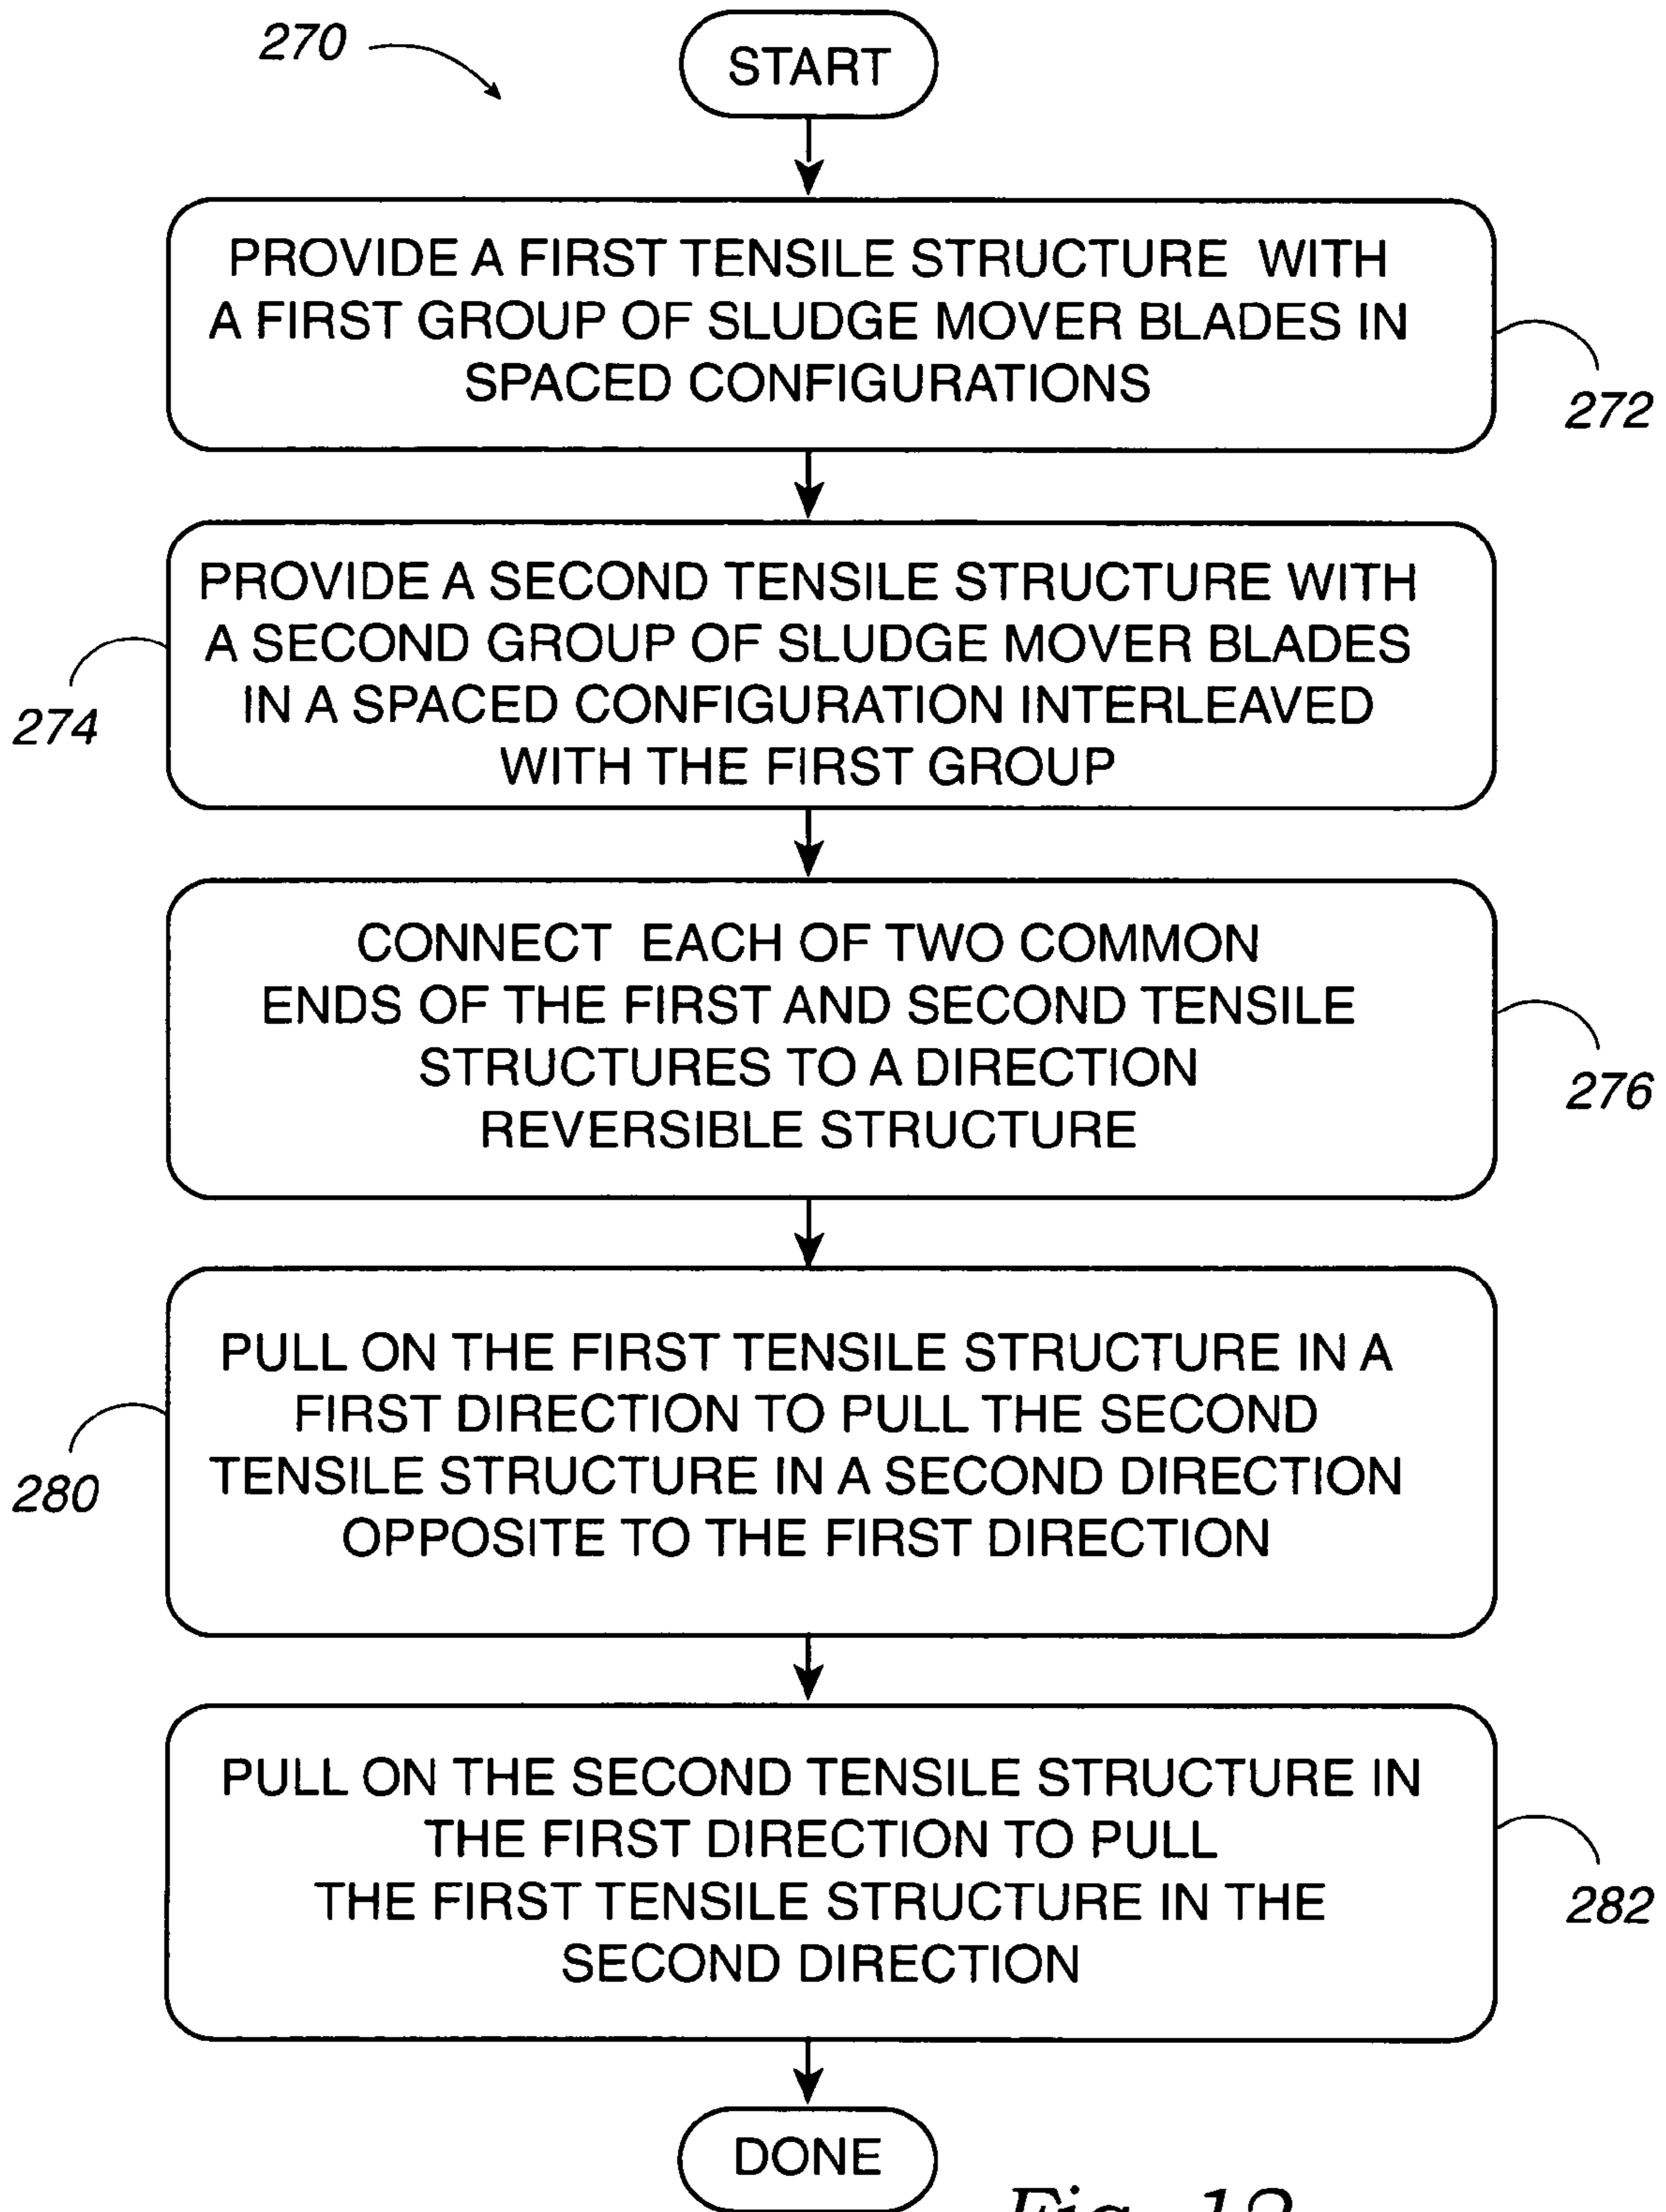 270
START
PROVIDE A FIRST TENSILE STRUCTURE WITH
A FIRST GROUP OF SLUDGE MOVER BLADES IN
SPACED CONFIGURATIONS
272
PROVIDE A SECOND TENSILE STRUCTURE WITH
A SECOND GROUP OF SLUDGE MOVER BLADES
IN A SPACED CONFIGURATION INTERLEAVED
WITH THE FIRST GROUP
274
CONNECT EACH OF TWO COMMON
ENDS OF THE FIRST AND SECOND TENSILE
STRUCTURES TO A DIRECTION
REVERSIBLE STRUCTURE
276
PULL ON THE FIRST TENSILE STRUCTURE IN A
FIRST DIRECTION TO PULL THE SECOND
TENSILE STRUCTURE IN A SECOND DIRECTION
OPPOSITE TO THE FIRST DIRECTION
280
PULL ON THE SECOND TENSILE STRUCTURE IN
THE FIRST DIRECTION TO PULL
THE FIRST TENSILE STRUCTURE IN THE
SECOND DIRECTION
282
DONE